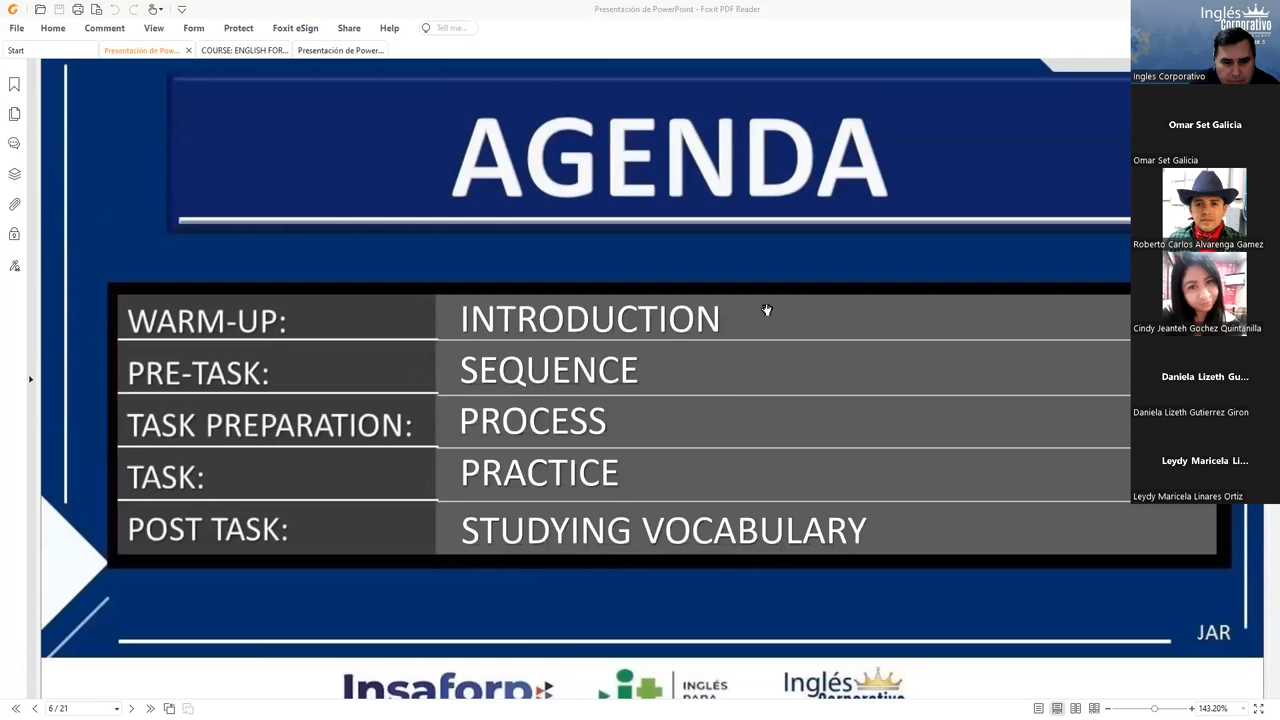 Presentación de PowerPoint - Foxit PDF Reader
File Home Comment View Form Protect Foxit eSign Share Help Tell me...
Start Presentación de Pow... COURSE: ENGLISH FOR... Presentación de Power...
AGENDA
WARM-UP: INTRODUCTION
PRE-TASK: SEQUENCE
TASK PREPARATION: PROCESS
TASK: PRACTICE
POST TASK: STUDYING VOCABULARY
JAR
Insaforp
INGLÉS
PARA
Inglés
Corporativo
6 / 21
143.20%
Inglés
Corporativo
Ingles Corporativo
Omar Set Galicia
Omar Set Galicia
Roberto Carlos Alvarenga Gamez
Cindy Jeanteh Gochez Quintanilla
Daniela Lizeth Gu...
Daniela Lizeth Gutierrez Giron
Leydy Maricela Li...
Leydy Maricela Linares Ortiz